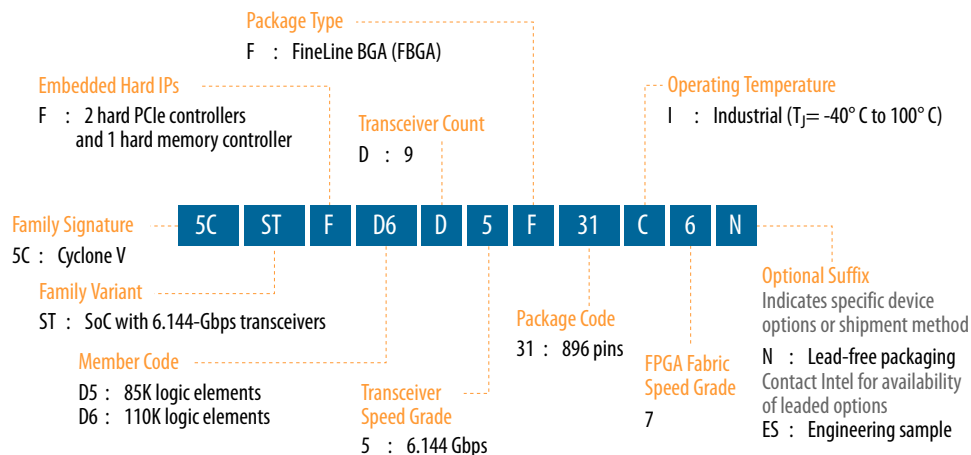 Package Type
F : FineLine BGA (FBGA)
Embedded Hard IPs
F : 2 hard PCIe controllers
and 1 hard memory controller
Transceiver Count
D : 9
Operating Temperature
I : Industrial (TJ= -40° C to 100° C)
5C ST F D6 D 5 F 31 C 6 N
Family Signature
5C : Cyclone V
Family Variant
ST : SoC with 6.144-Gbps transceivers
Member Code
D5 : 85K logic elements
D6 : 110K logic elements
Transceiver
Speed Grade
5 : 6.144 Gbps
Package Code
31 : 896 pins
FPGA Fabric
Speed Grade
7
Optional Suffix
Indicates specific device
options or shipment method
N : Lead-free packaging
Contact Intel for availability
of leaded options
ES : Engineering sample